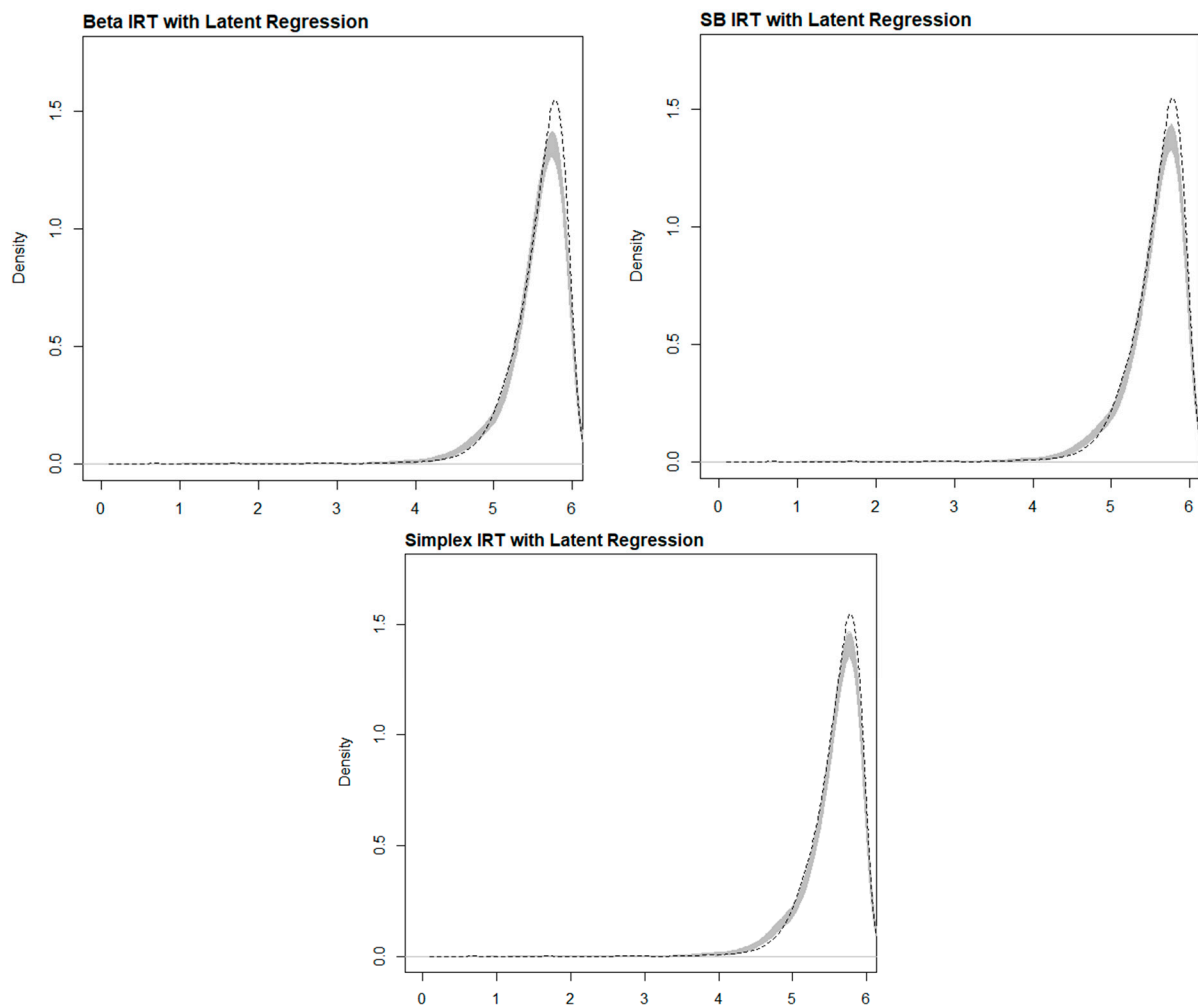 Beta IRT with Latent Regression
Density
0.0 0.5 1.0 1.5
0 1 2 3 4 5 6
SB IRT with Latent Regression
Density
0.0 0.5 1.0 1.5
0 1 2 3 4 5 6
Simplex IRT with Latent Regression
Density
0.0 0.5 1.0 1.5
0 1 2 3 4 5 6